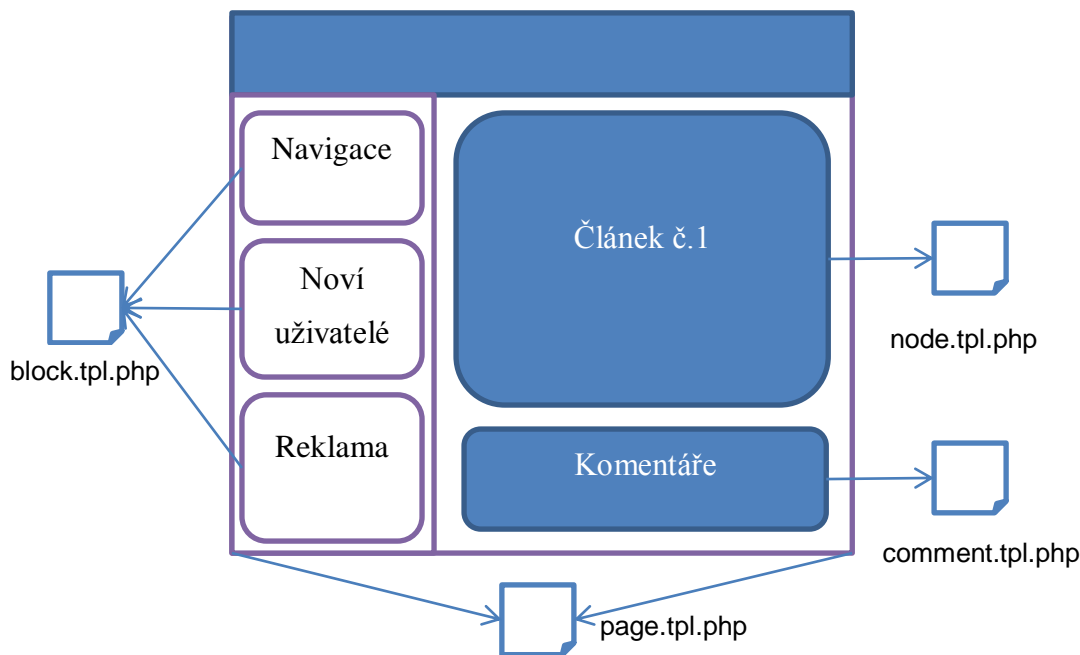 Navigace
Noví
uživatelé
Reklama
Článek č.1
Komentáře
block.tpl.php
node.tpl.php
comment.tpl.php
page.tpl.php